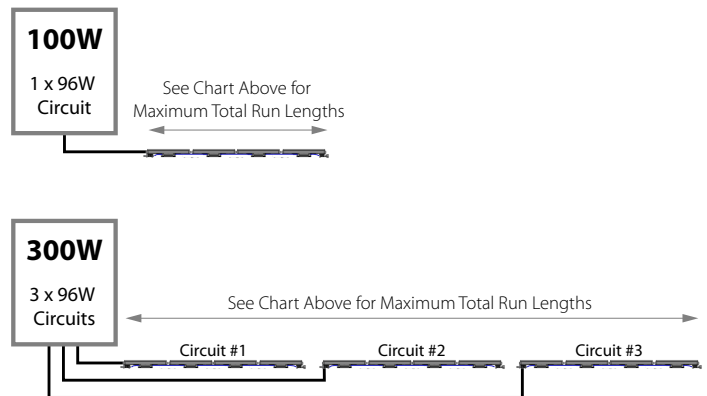 100W
1 x 96W
Circuit
See Chart Above for
Maximum Total Run Lengths
300W
3 x 96W
Circuits
See Chart Above for Maximum Total Run Lengths
Circuit #1
Circuit #2
Circuit #3